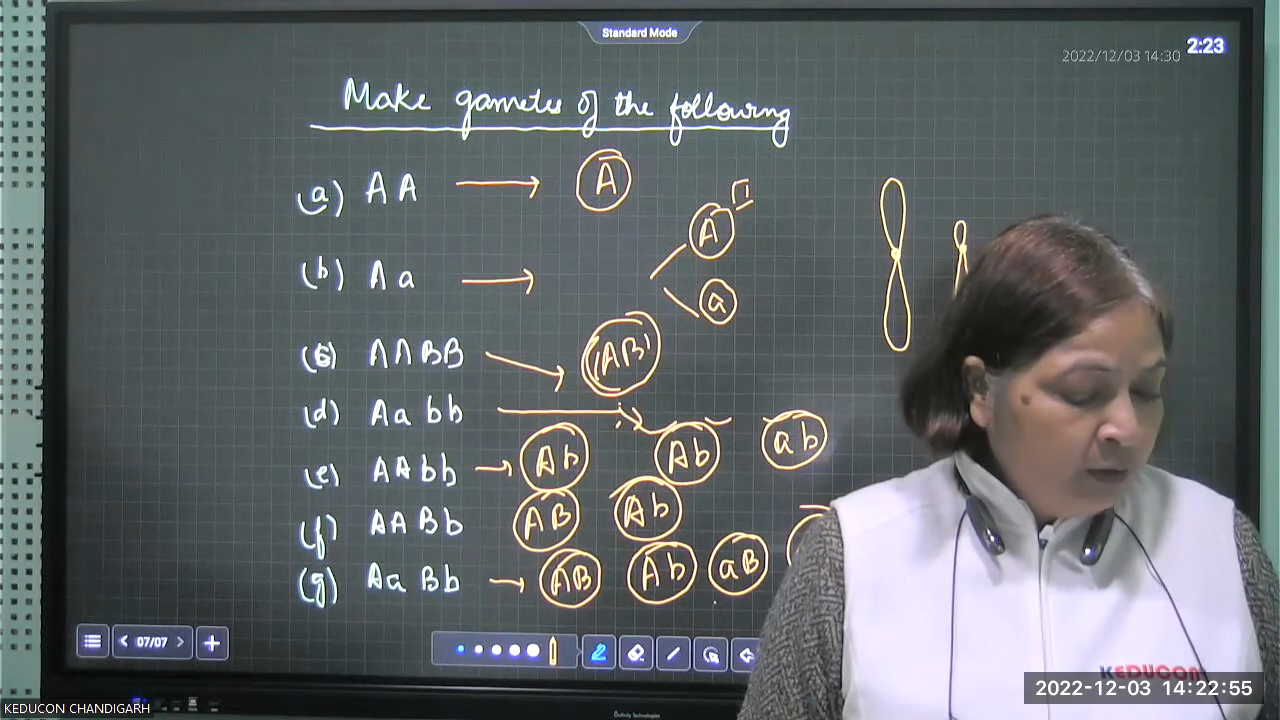 Standard Mode
2:23
2022/12/03 14:30
Make gametes of the following
(a) AA → A
A
(b) Aa →
a
(c) AABB → AB
(d) Aabb → Ab ab
(e) AAbb → Ab
(f) AABb AB Ab
(g) AaBb → AB Ab aB
07/07
KEDUCOM
2022-12-03 14:22:55
KEDUCON CHANDIGARH